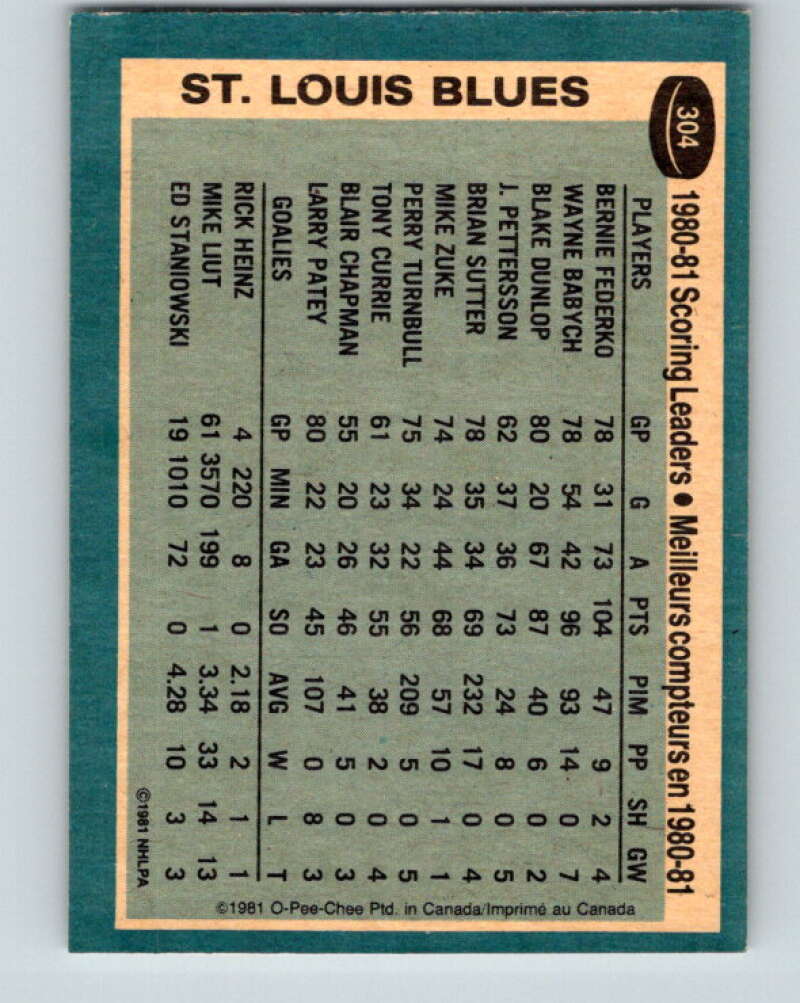 ST. LOUIS BLUES
304
1980-81 Scoring Leaders • Meilleurs compteurs en 1980-81
PLAYERS GP G A PTS PIM PP SH GW
BERNIE FEDERKO 78 31 73 104 47 9 2 4
WAYNE BABYCH 78 54 42 96 93 14 0 7
BLAKE DUNLOP 80 20 67 87 40 6 0 2
J. PETTERSSON 62 37 36 73 24 8 0 5
BRIAN SUTTER 78 35 34 69 232 17 0 4
MIKE ZUKE 74 24 44 68 57 10 1 1
PERRY TURNBULL 75 34 22 56 209 5 0 5
TONY CURRIE 61 23 32 55 38 2 0 4
BLAIR CHAPMAN 55 20 26 46 41 5 0 3
LARRY PATEY 80 22 23 45 107 0 8 3
GOALIES GP MIN GA SO AVG W L T
RICK HEINZ 4 220 8 0 2.18 2 1 1
MIKE LIUT 61 3570 199 1 3.34 33 14 13
ED STANIOWSKI 19 1010 72 0 4.28 10 3 3
©1981 NHLPA
©1981 O-Pee-Chee Ptd. in Canada/Imprimé au Canada